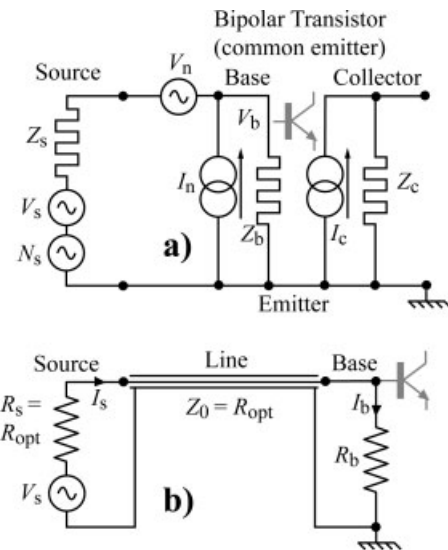 Bipolar Transistor
(common emitter)
Source
Vn
Base
Collector
Zs
Vb
Vs
In
Zb
Ic
Zc
Ns
a)
Emitter
Source
Line
Base
Rs =
Ropt
Is
Z0 = Ropt
Ib
Rb
Vs
b)